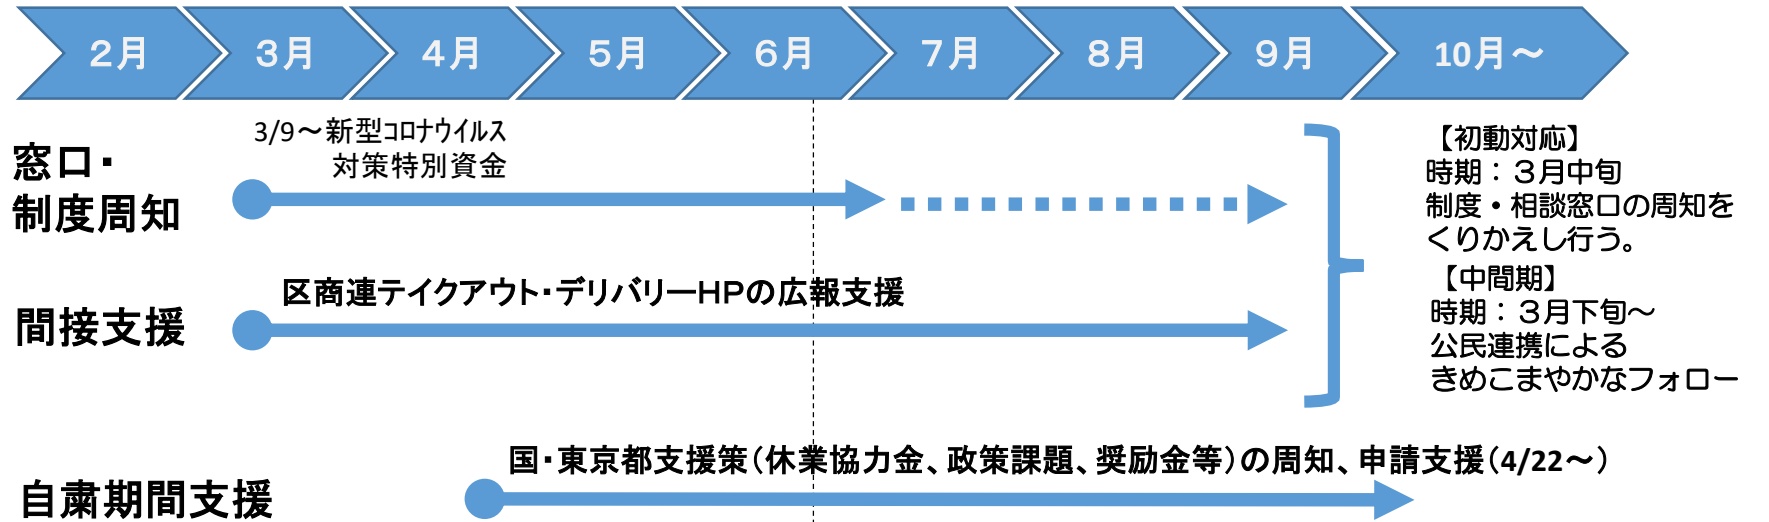 ２月 ３月 ４月 ５月 ６月 ７月 ８月 ９月 10月～
窓口・
制度周知
3/9～新型コロナウイルス
対策特別資金
間接支援
区商連テイクアウト・デリバリーHPの広報支援
【初動対応】
時期：３月中旬
制度・相談窓口の周知を
くりかえし行う。
【中間期】
時期：３月下旬～
公民連携による
きめこまやかなフォロー
自粛期間支援
国・東京都支援策（休業協力金、政策課題、奨励金等）の周知、申請支援（4/22～）